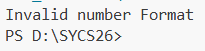 Invalid number Format
PS D:\SYCS26>